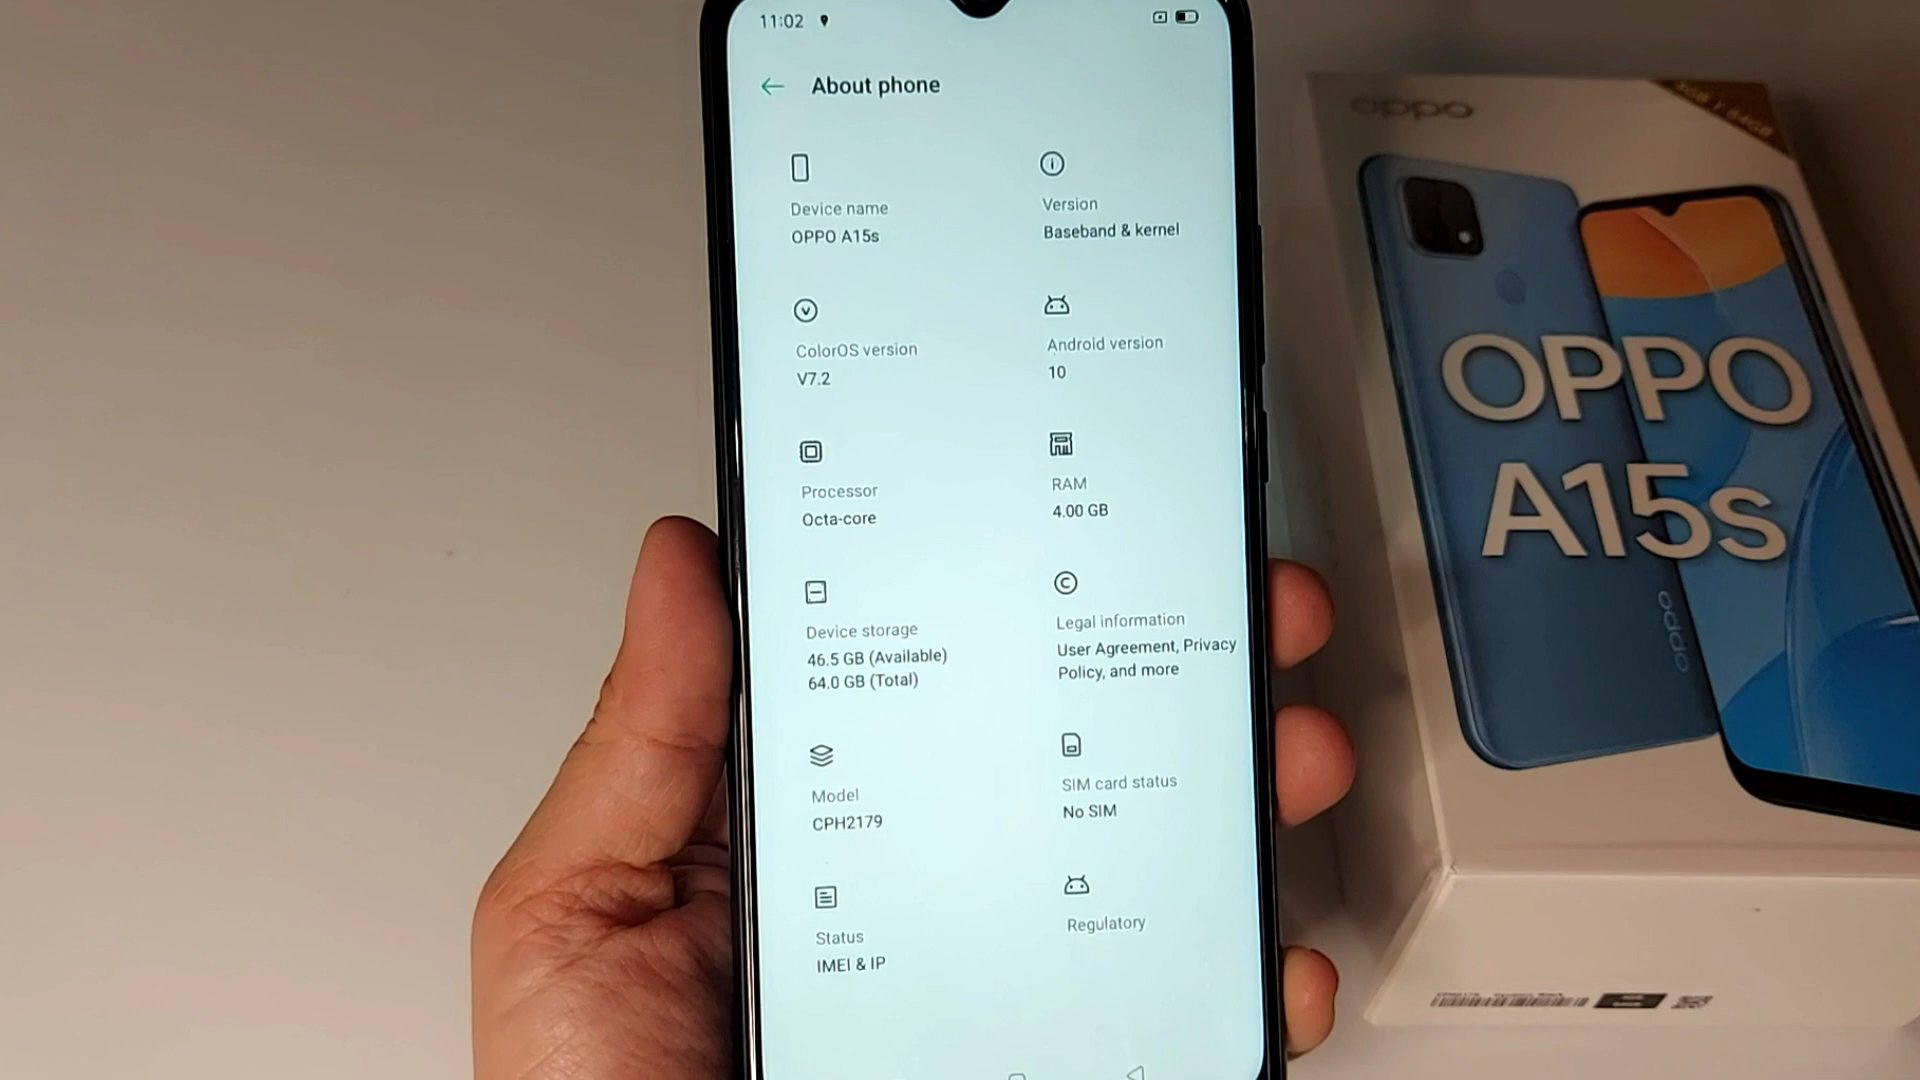 11:02
About phone
Device name
OPPO A15s
Version
Baseband & kernel
ColorOS version
V7.2
Android version
10
Processor
Octa-core
RAM
4.00 GB
Device storage
46.5 GB (Available)
64.0 GB (Total)
Legal information
User Agreement, Privacy
Policy, and more
Model
CPH2179
SIM card status
No SIM
Status
IMEI & IP
Regulatory
oppo
4GB / 64GB
OPPO
A15s
oppo